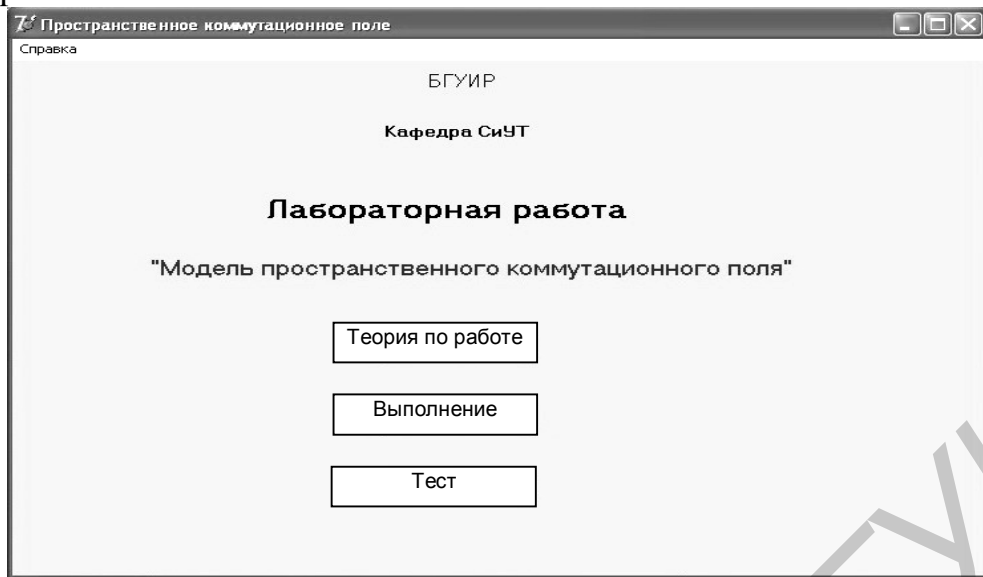 Пространственное коммутационное поле
Справка
БГУИР
Кафедра СиУТ
Лабораторная работа
"Модель пространственного коммутационного поля"
Теория по работе
Выполнение
Тест